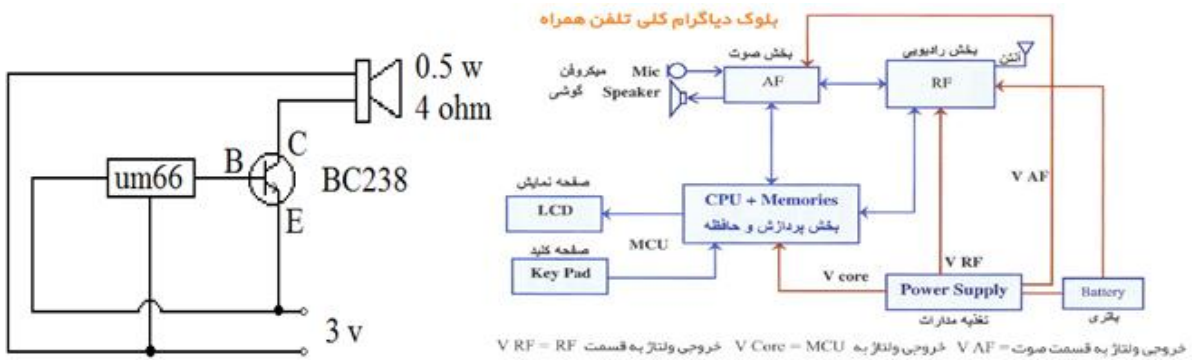 0.5 w
4 ohm
um66
B
C
E
BC238
3 v
بلوک دیاگرام کلی تلفن همراه
بخش صوت
AF
بخش رادیویی
RF
آنتن
میکروفن Mic
گوشی Speaker
V AF
صفحه نمایش
LCD
CPU + Memories
بخش پردازش و حافظه
MCU
صفحه کلید
Key Pad
V core
V RF
Power Supply
تغذیه مدارات
Battery
باتری
خروجی ولتاژ به قسمت صوت = V AF خروجی ولتاژ به V Core = MCU خروجی ولتاژ به قسمت V RF = RF